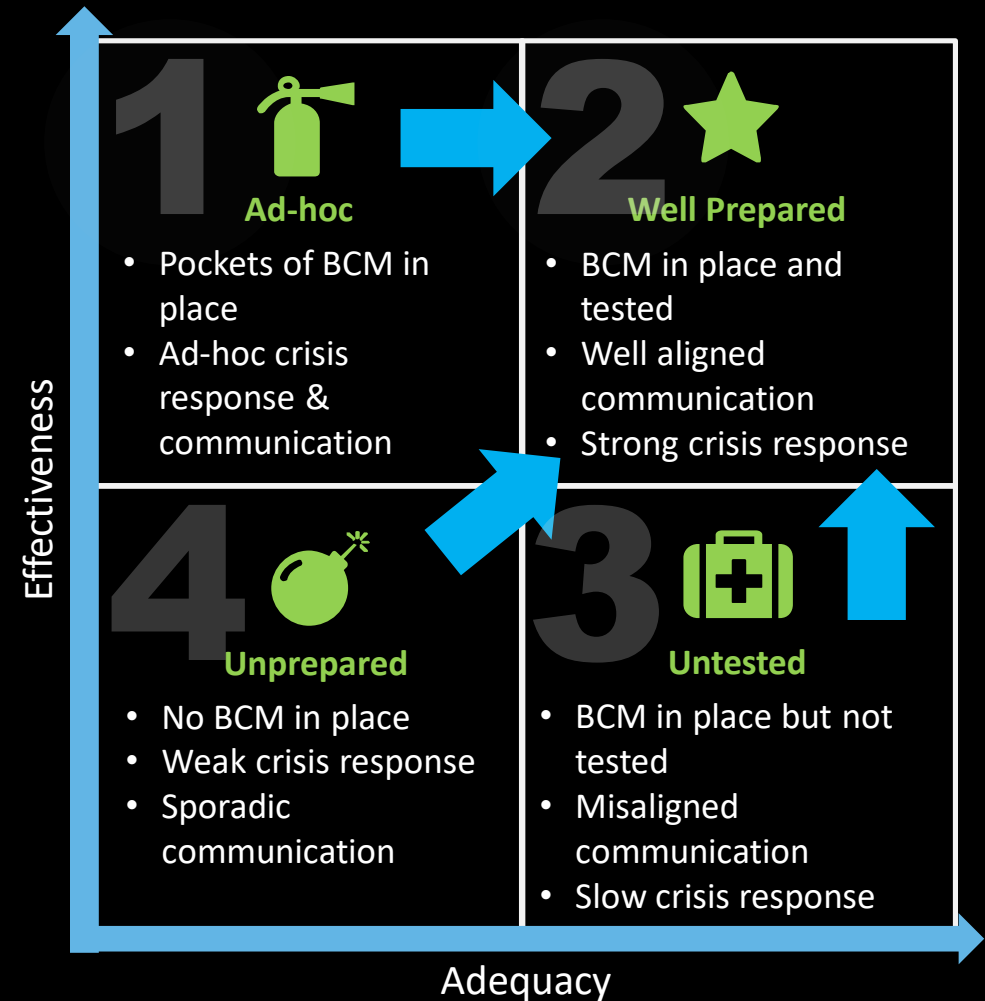 1
Ad-hoc
• Pockets of BCM in
place
• Ad-hoc crisis
response &
communication
2
Well Prepared
• BCM in place and
tested
• Well aligned
communication
• Strong crisis response
Effectiveness
4
Unprepared
• No BCM in place
• Weak crisis response
• Sporadic
communication
3
Untested
• BCM in place but not
tested
• Misaligned
communication
• Slow crisis response
Adequacy